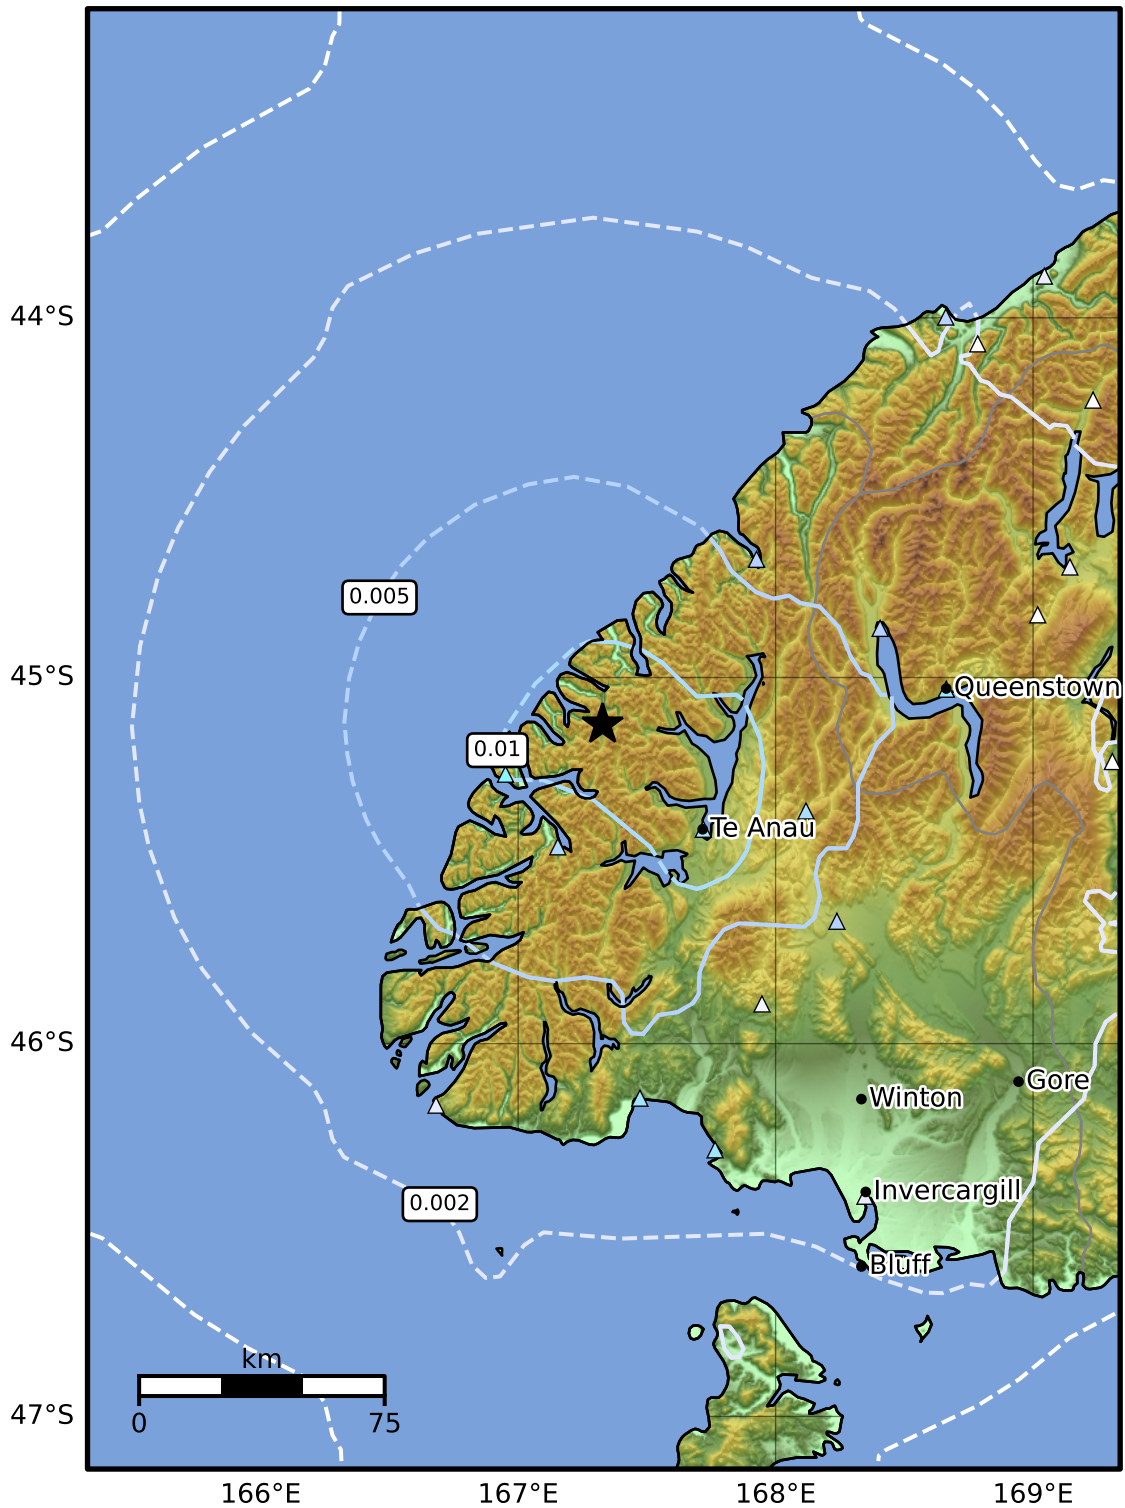 44°S
0.005
45°S
Queenstown
0.01
Te Anau
46°S
Gore
Winton
Invercargill
0.002
Bluff
km
0 75
47°S
166°E 167°E 168°E 169°E